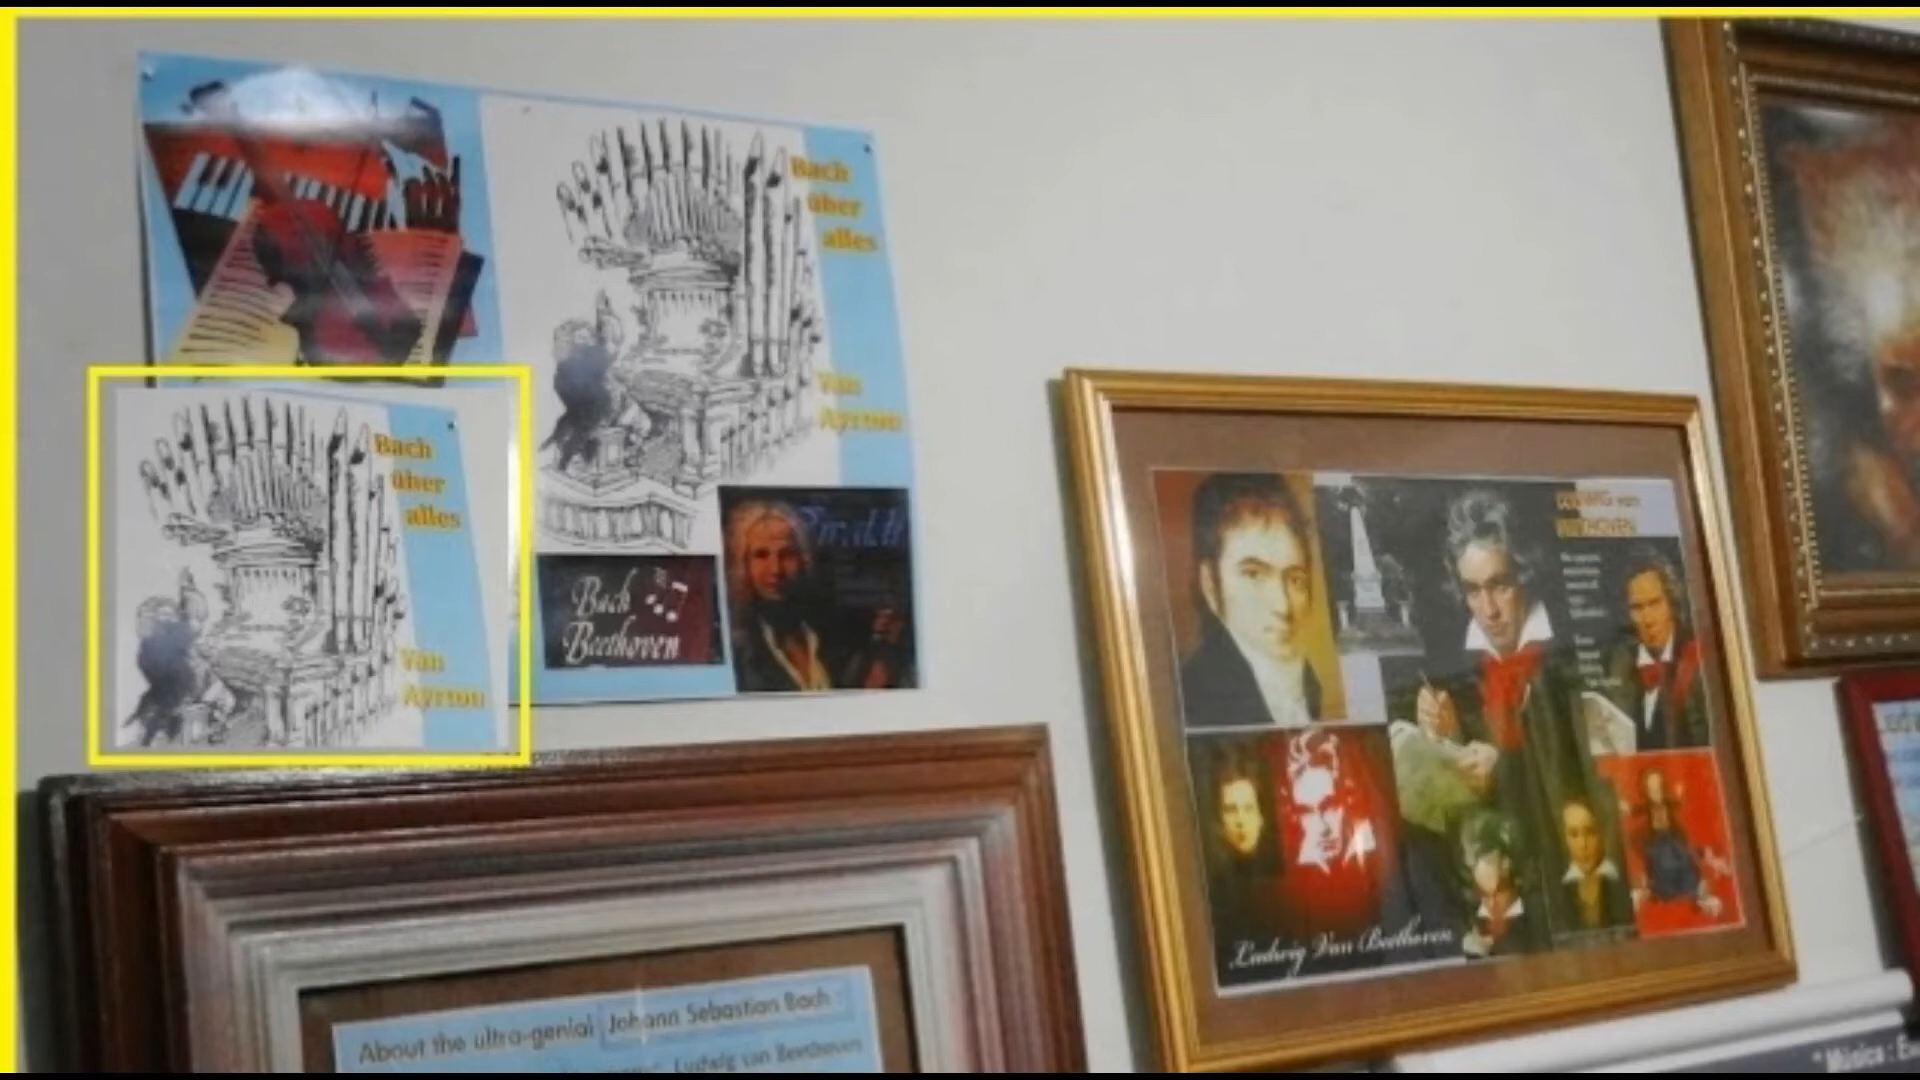 Bach
über
alles
Van
Ayrton
Bach
Beethoven
Vivaldi
Bach
über
alles
Van
Ayrton
Ludwig van
BEETHOVEN
Ludwig Van Beethoven
About the ultra-genial Johann Sebastian Bach :
Ludwig van Beethoven
*Música: